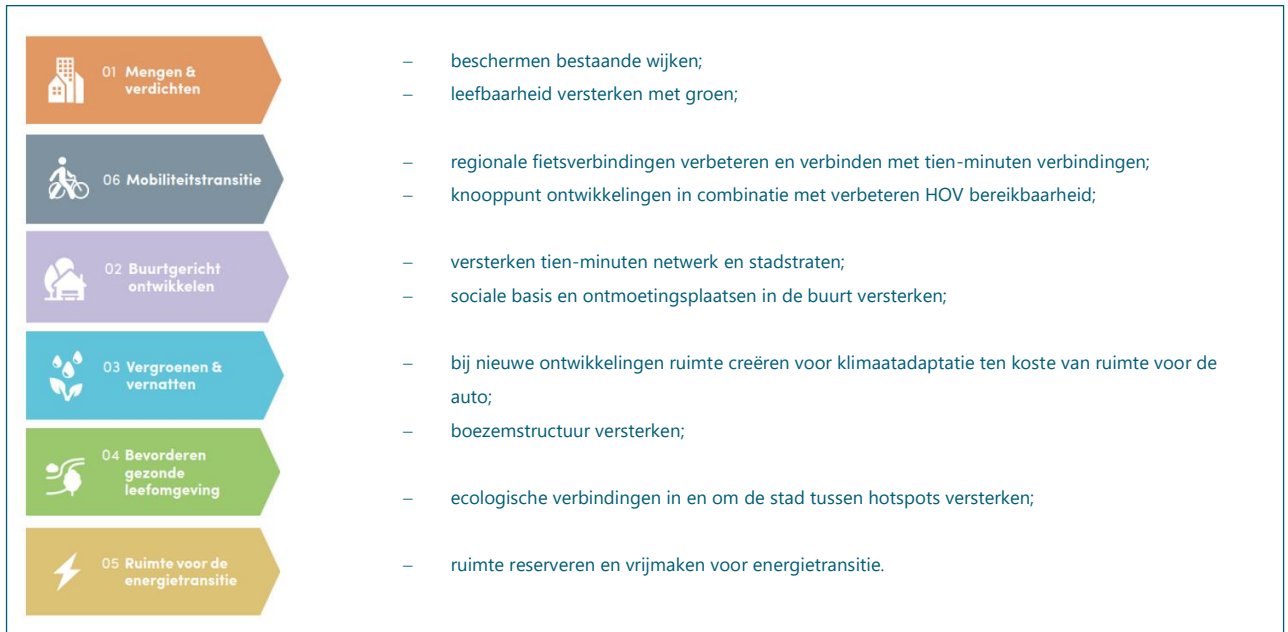 01 Mengen &
verdichten
– beschermen bestaande wijken;
– leefbaarheid versterken met groen;
06 Mobiliteitstransitie
– regionale fietsverbindingen verbeteren en verbinden met tien-minuten verbindingen;
– knooppunt ontwikkelingen in combinatie met verbeteren HOV bereikbaarheid;
02 Buurtgericht
ontwikkelen
– versterken tien-minuten netwerk en stadstraten;
– sociale basis en ontmoetingsplaatsen in de buurt versterken;
03 Vergroenen &
vernatten
– bij nieuwe ontwikkelingen ruimte creëren voor klimaatadaptatie ten koste van ruimte voor de
auto;
– boezemstructuur versterken;
04 Bevorderen
gezonde
leefomgeving
– ecologische verbindingen in en om de stad tussen hotspots versterken;
05 Ruimte voor de
energietransitie
– ruimte reserveren en vrijmaken voor energietransitie.